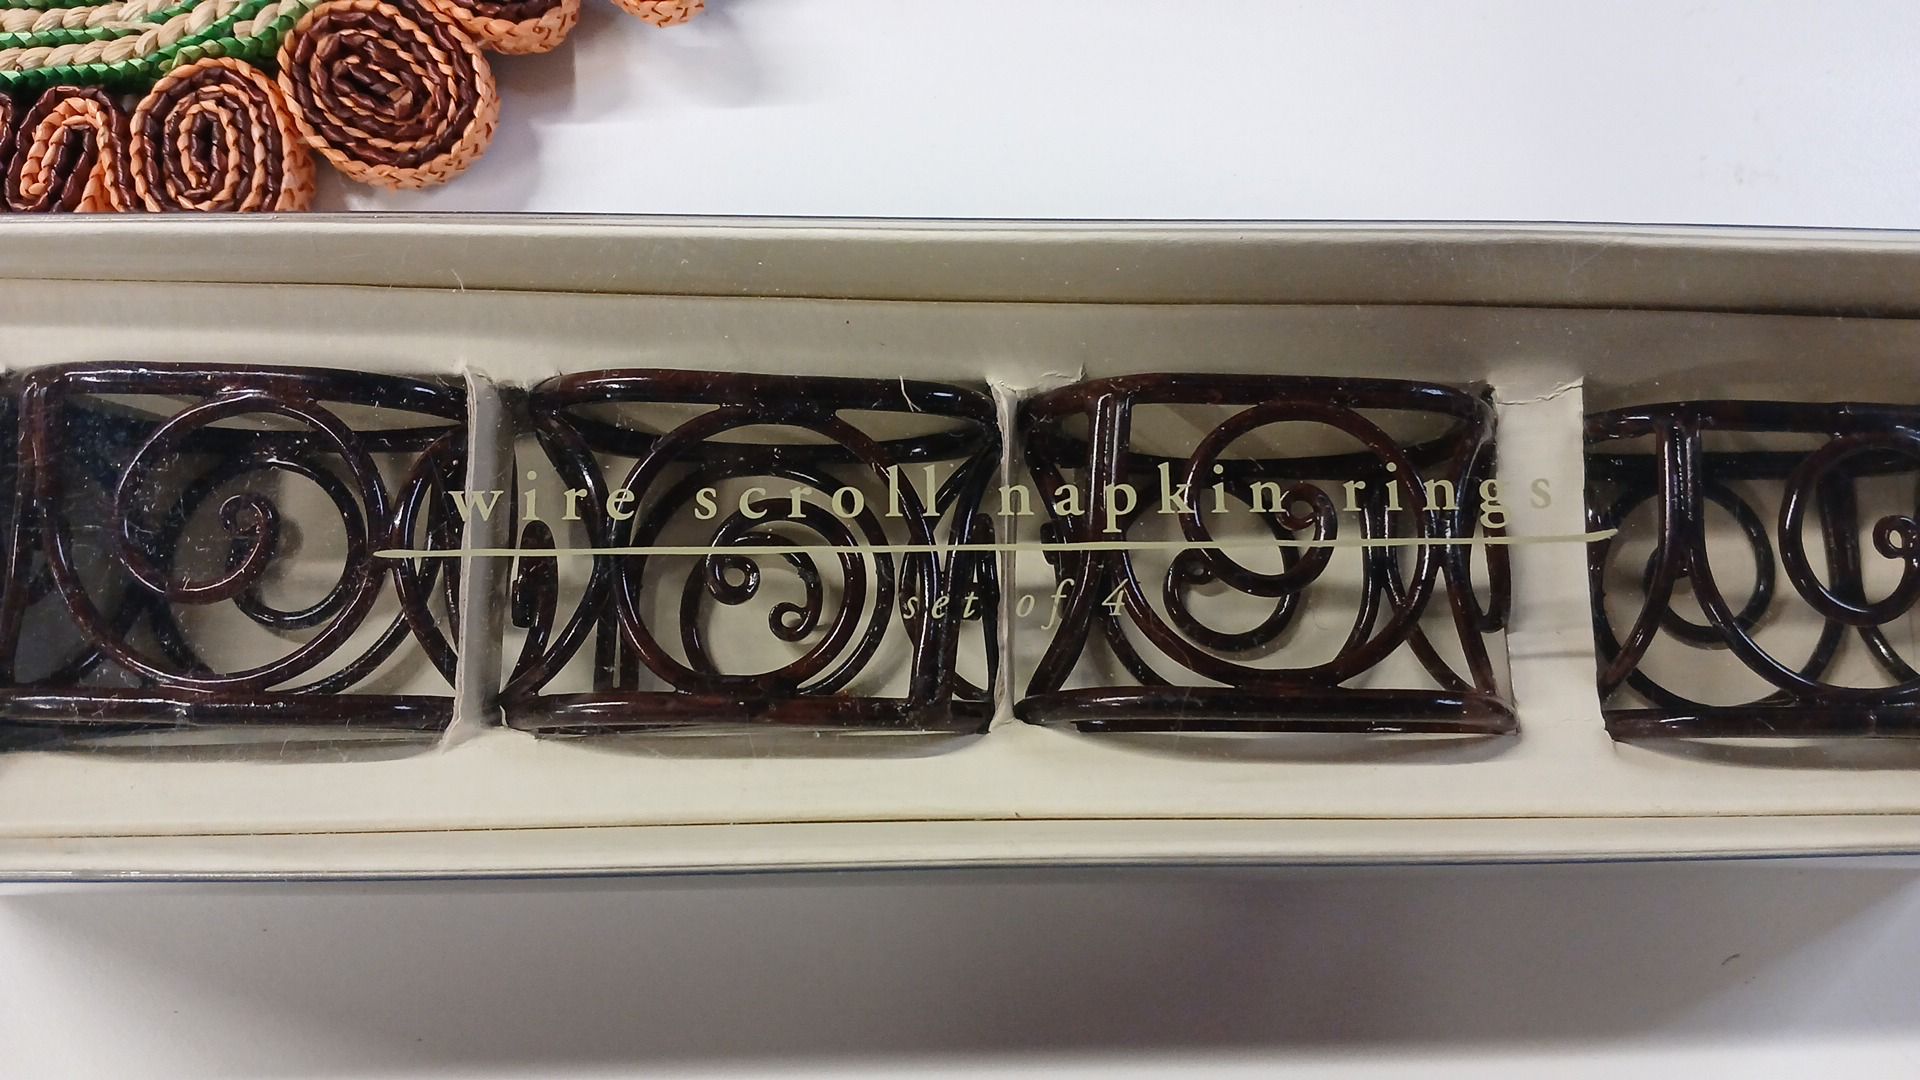 wire scroll napkin rings
set of 4